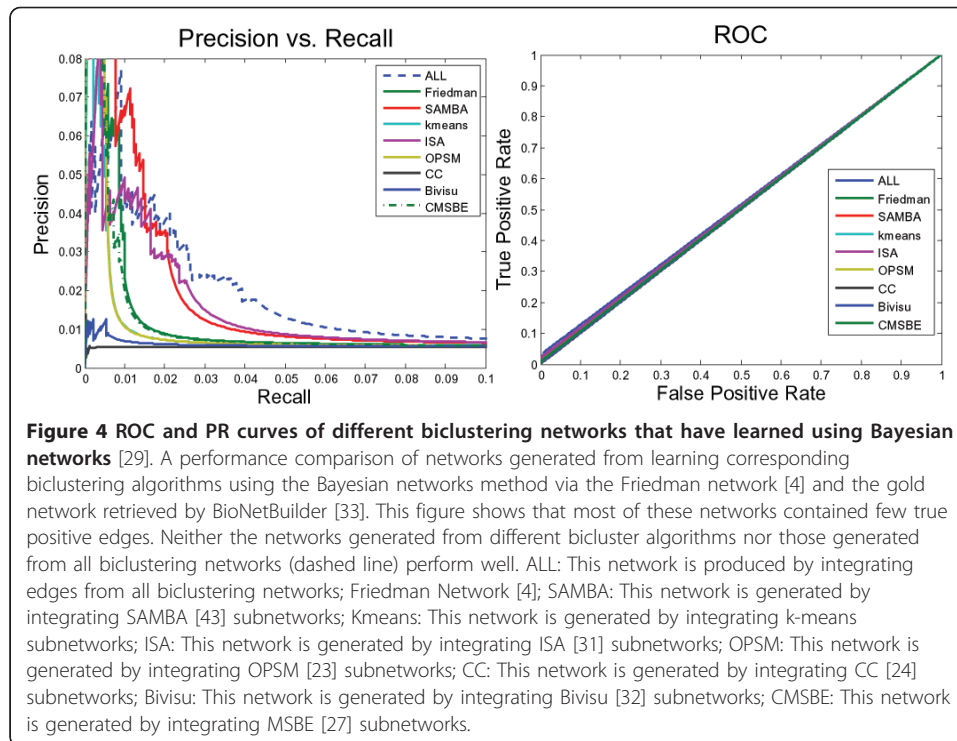 Precision vs. Recall
0.08
0.07
0.06
0.05
0.04
0.03
0.02
0.01
0
Precision
0
0.01
0.02
0.03
0.04
0.05
0.06
0.07
0.08
0.09
0.1
Recall
ALL
Friedman
SAMBA
kmeans
ISA
OPSM
CC
Bivisu
CMSBE
ROC
1
0.9
0.8
0.7
0.6
0.5
0.4
0.3
0.2
0.1
0
True Positive Rate
0
0.1
0.2
0.3
0.4
0.5
0.6
0.7
0.8
0.9
1
False Positive Rate
ALL
Friedman
SAMBA
kmeans
ISA
OPSM
CC
Bivisu
CMSBE
Figure 4 ROC and PR curves of different biclustering networks that have learned using Bayesian
networks [29]. A performance comparison of networks generated from learning corresponding
biclustering algorithms using the Bayesian networks method via the Friedman network [4] and the gold
network retrieved by BioNetBuilder [33]. This figure shows that most of these networks contained few true
positive edges. Neither the networks generated from different bicluster algorithms nor those generated
from all biclustering networks (dashed line) perform well. ALL: This network is produced by integrating
edges from all biclustering networks; Friedman Network [4]; SAMBA: This network is generated by
integrating SAMBA [43] subnetworks; Kmeans: This network is generated by integrating k-means
subnetworks; ISA: This network is generated by integrating ISA [31] subnetworks; OPSM: This network is
generated by integrating OPSM [23] subnetworks; CC: This network is generated by integrating CC [24]
subnetworks; Bivisu: This network is generated by integrating Bivisu [32] subnetworks; CMSBE: This network
is generated by integrating MSBE [27] subnetworks.